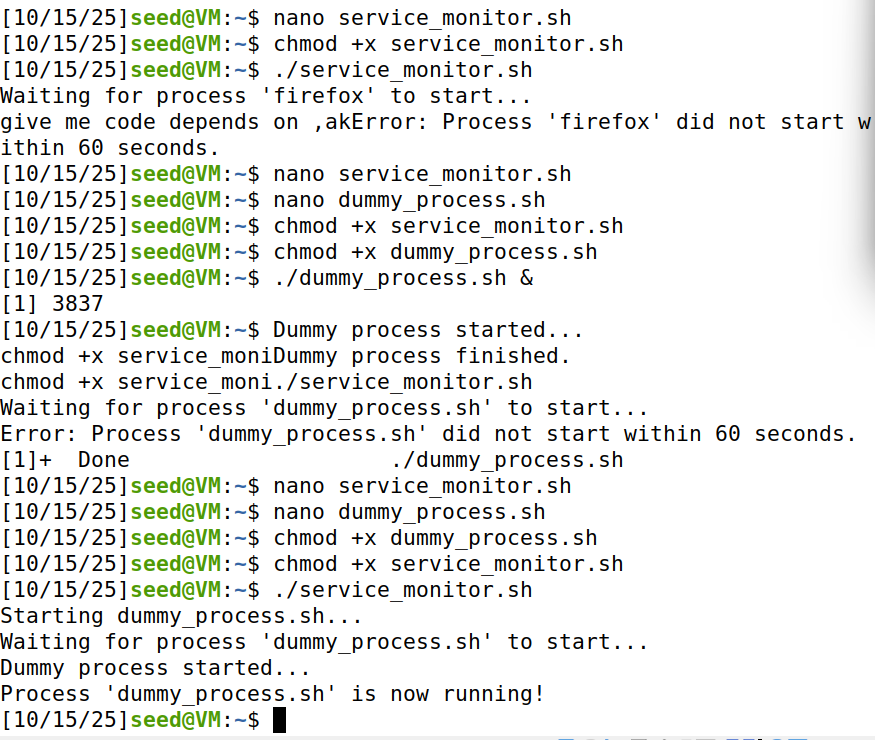 [10/15/25]seed@VM:~$ nano service_monitor.sh
[10/15/25]seed@VM:~$ chmod +x service_monitor.sh
[10/15/25]seed@VM:~$ ./service_monitor.sh
Waiting for process 'firefox' to start...
give me code depends on ,akError: Process 'firefox' did not start w
ithin 60 seconds.
[10/15/25]seed@VM:~$ nano service_monitor.sh
[10/15/25]seed@VM:~$ nano dummy_process.sh
[10/15/25]seed@VM:~$ chmod +x service_monitor.sh
[10/15/25]seed@VM:~$ chmod +x dummy_process.sh
[10/15/25]seed@VM:~$ ./dummy_process.sh &
[1] 3837
[10/15/25]seed@VM:~$ Dummy process started...
chmod +x service_moniDummy process finished.
chmod +x service_moni./service_monitor.sh
Waiting for process 'dummy_process.sh' to start...
Error: Process 'dummy_process.sh' did not start within 60 seconds.
[1]+  Done                    ./dummy_process.sh
[10/15/25]seed@VM:~$ nano service_monitor.sh
[10/15/25]seed@VM:~$ nano dummy_process.sh
[10/15/25]seed@VM:~$ chmod +x dummy_process.sh
[10/15/25]seed@VM:~$ chmod +x service_monitor.sh
[10/15/25]seed@VM:~$ ./service_monitor.sh
Starting dummy_process.sh...
Waiting for process 'dummy_process.sh' to start...
Dummy process started...
Process 'dummy_process.sh' is now running!
[10/15/25]seed@VM:~$